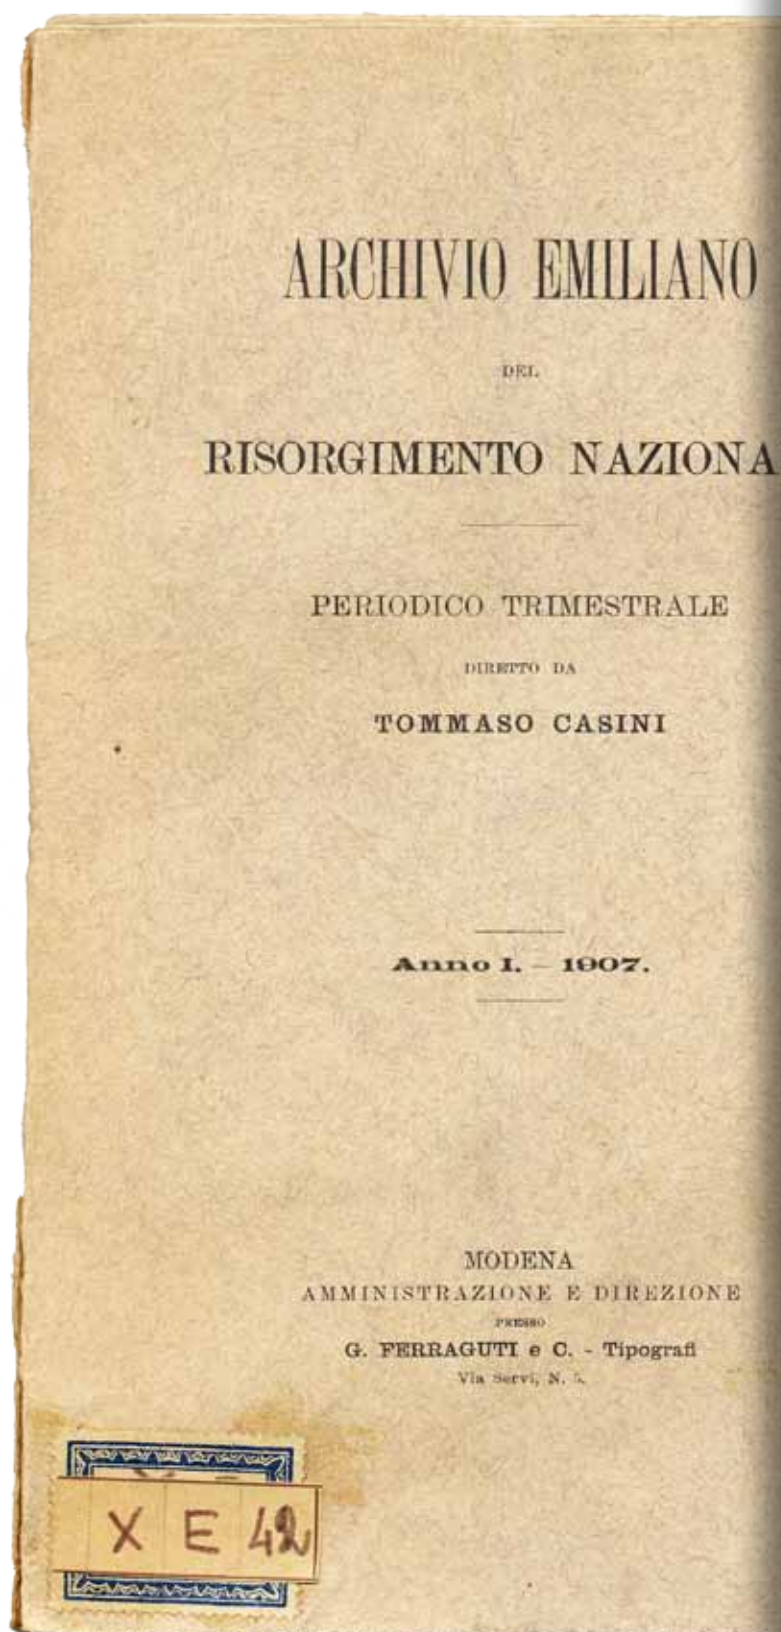 ARCHIVIO EMILIANO
DEL
RISORGIMENTO NAZIONA
PERIODICO TRIMESTRALE
DIRETTO DA
TOMMASO CASINI
Anno I. – 1907.
MODENA
AMMINISTRAZIONE E DIREZIONE
PRESSO
G. FERRAGUTI e C. - Tipografi
Via Servi, N. 5.
X E 42